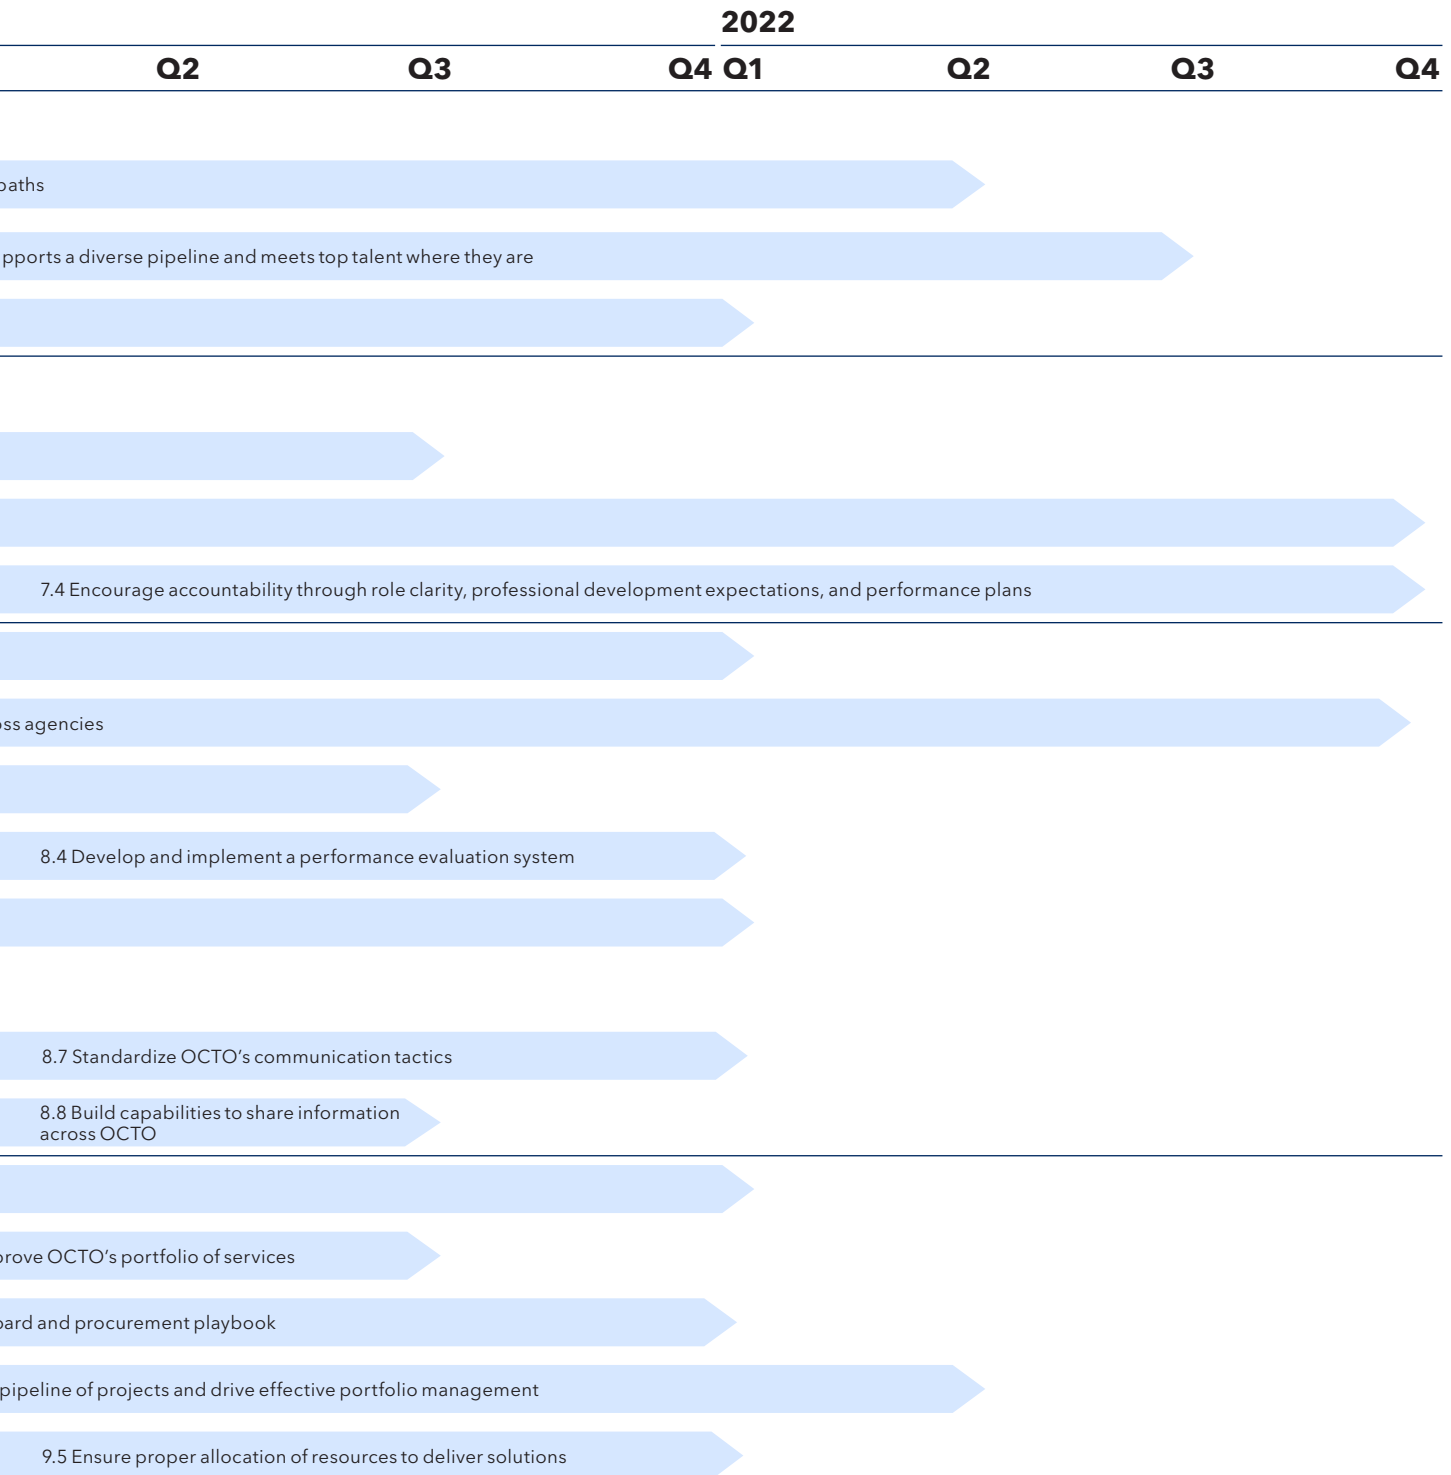 2022
Q2 Q3 Q4 Q1 Q2 Q3 Q4
paths
pports a diverse pipeline and meets top talent where they are
7.4 Encourage accountability through role clarity, professional development expectations, and performance plans
oss agencies
8.4 Develop and implement a performance evaluation system
8.7 Standardize OCTO’s communication tactics
8.8 Build capabilities to share information
across OCTO
prove OCTO’s portfolio of services
oard and procurement playbook
pipeline of projects and drive effective portfolio management
9.5 Ensure proper allocation of resources to deliver solutions